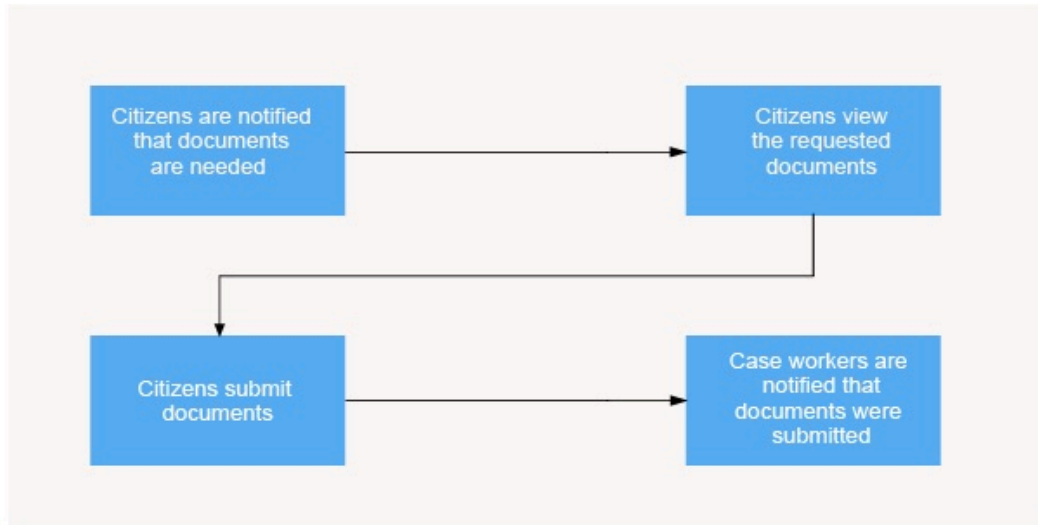 Citizens are notified
that documents
are needed
Citizens view
the requested
documents
Citizens submit
documents
Case workers are
notified that
documents were
submitted